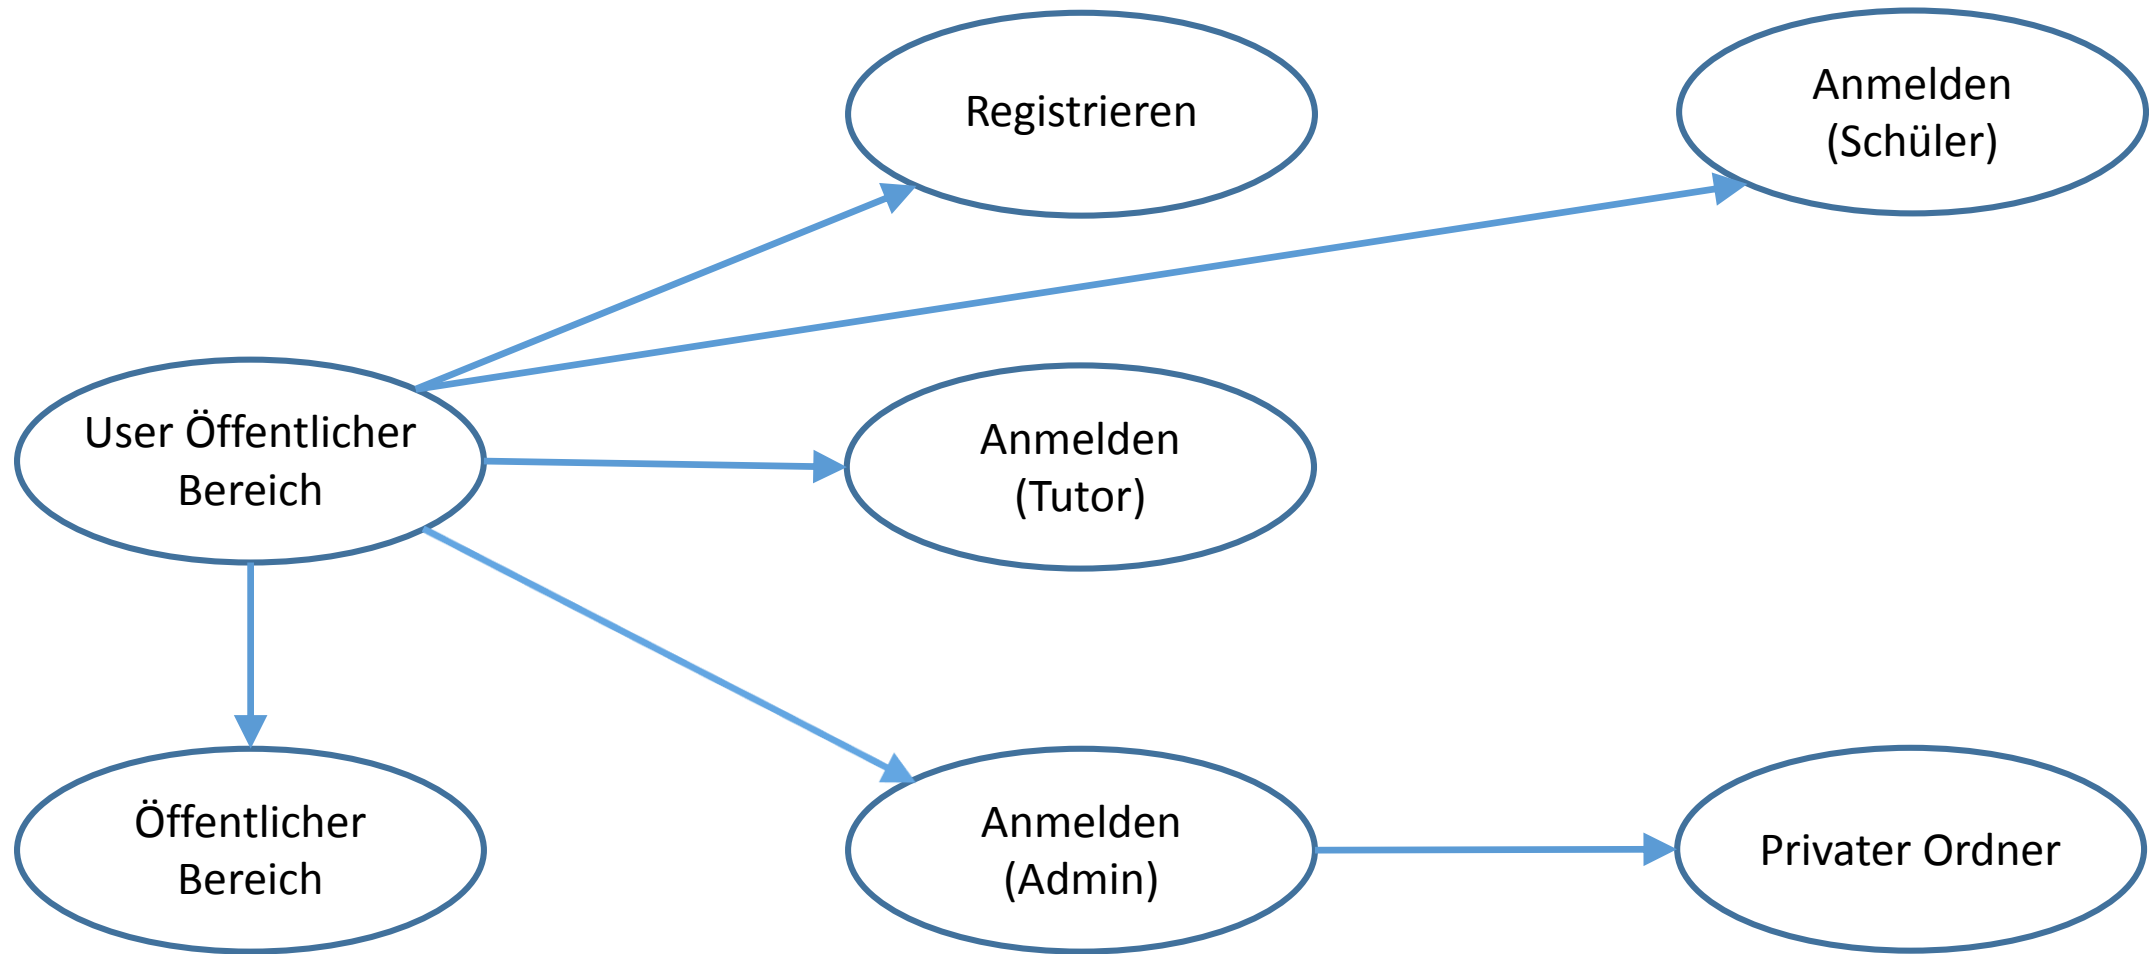 Registrieren
Anmelden
(Schüler)
User Öffentlicher
Bereich
Anmelden
(Tutor)
Öffentlicher
Bereich
Anmelden
(Admin)
Privater Ordner